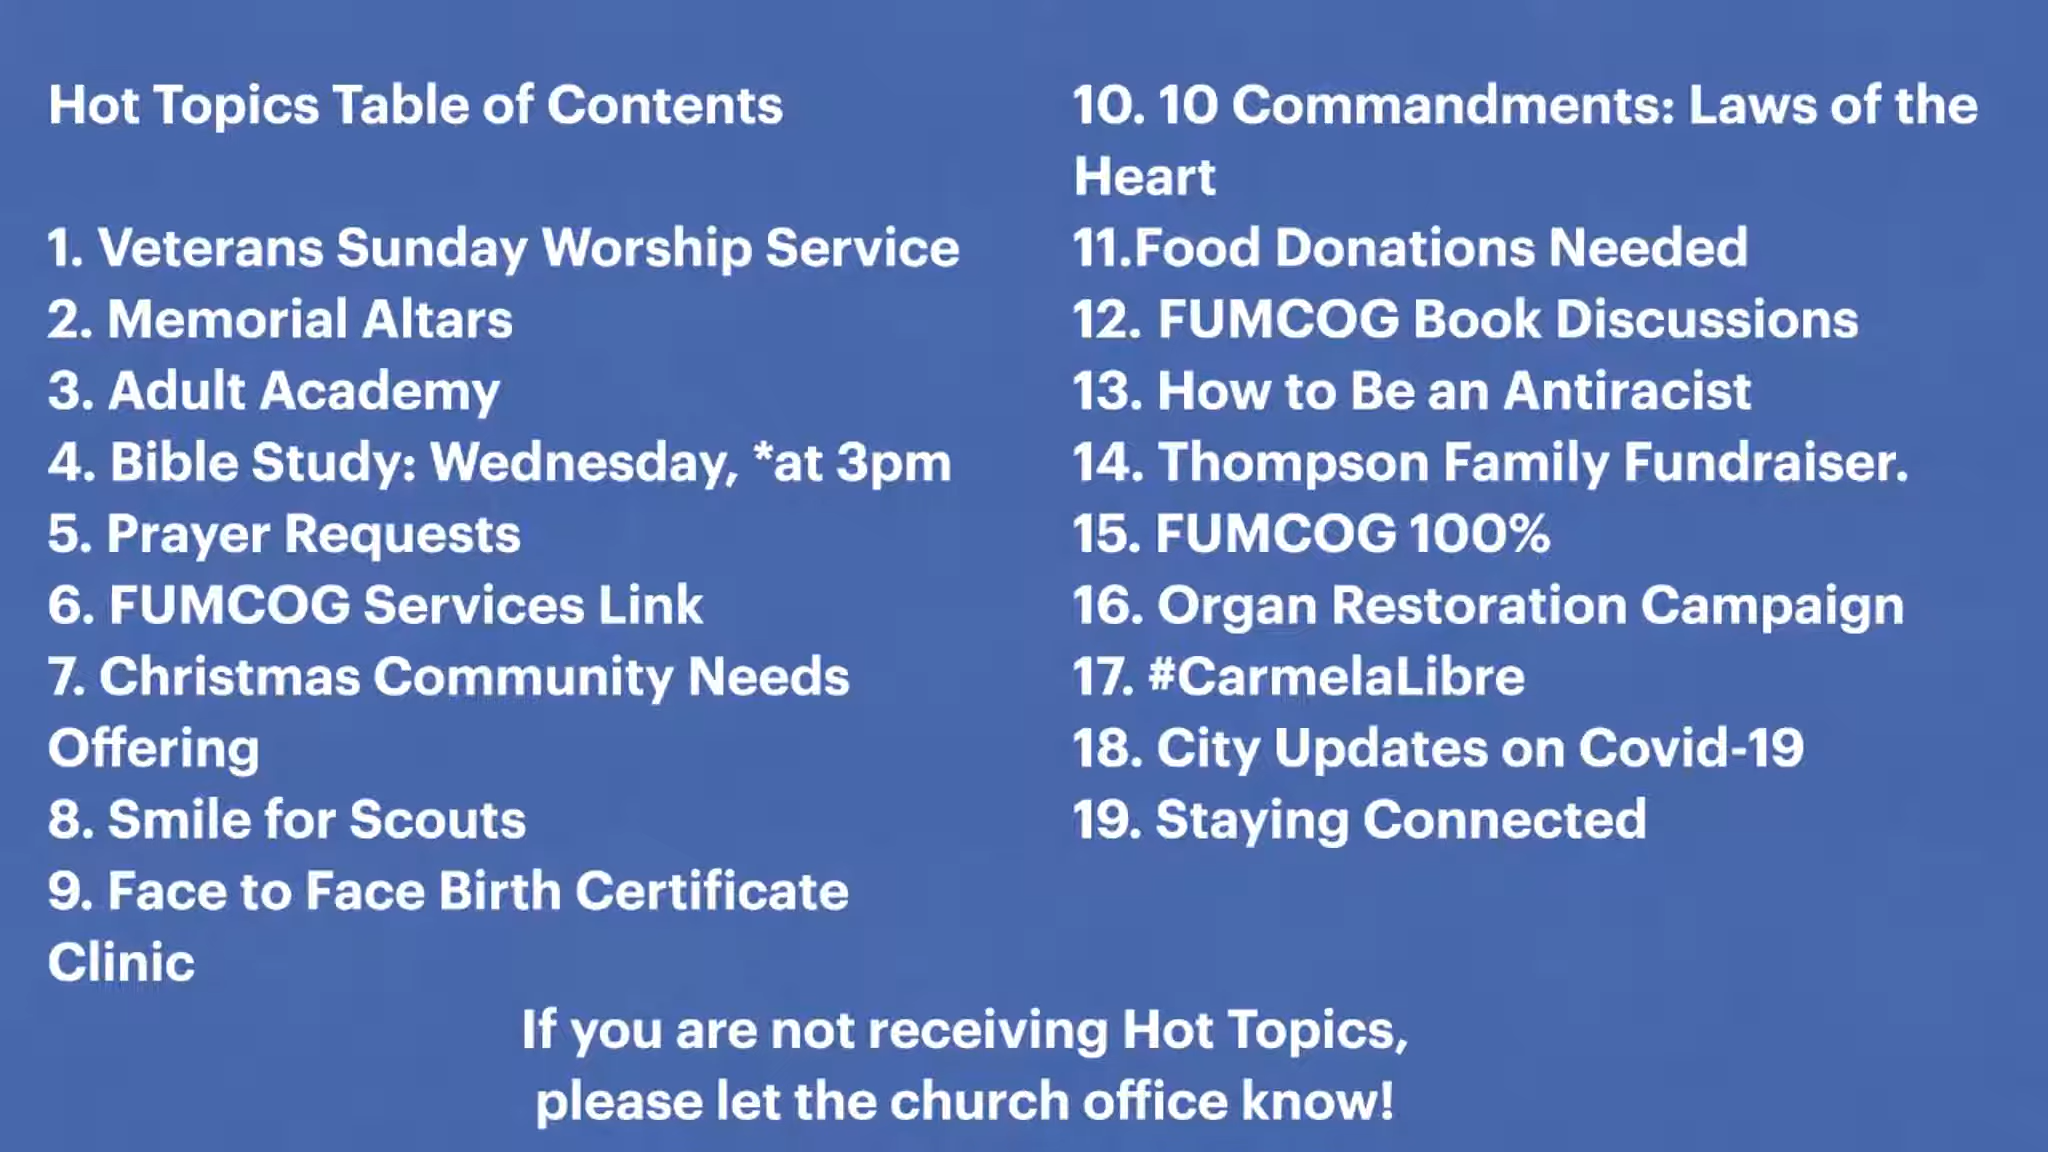 Hot Topics Table of Contents
1. Veterans Sunday Worship Service
2. Memorial Altars
3. Adult Academy
4. Bible Study: Wednesday, *at 3pm
5. Prayer Requests
6. FUMCOG Services Link
7. Christmas Community Needs
Offering
8. Smile for Scouts
9. Face to Face Birth Certificate
Clinic
10. 10 Commandments: Laws of the
Heart
11.Food Donations Needed
12. FUMCOG Book Discussions
13. How to Be an Antiracist
14. Thompson Family Fundraiser.
15. FUMCOG 100%
16. Organ Restoration Campaign
17. #CarmelaLibre
18. City Updates on Covid-19
19. Staying Connected
If you are not receiving Hot Topics,
please let the church office know!